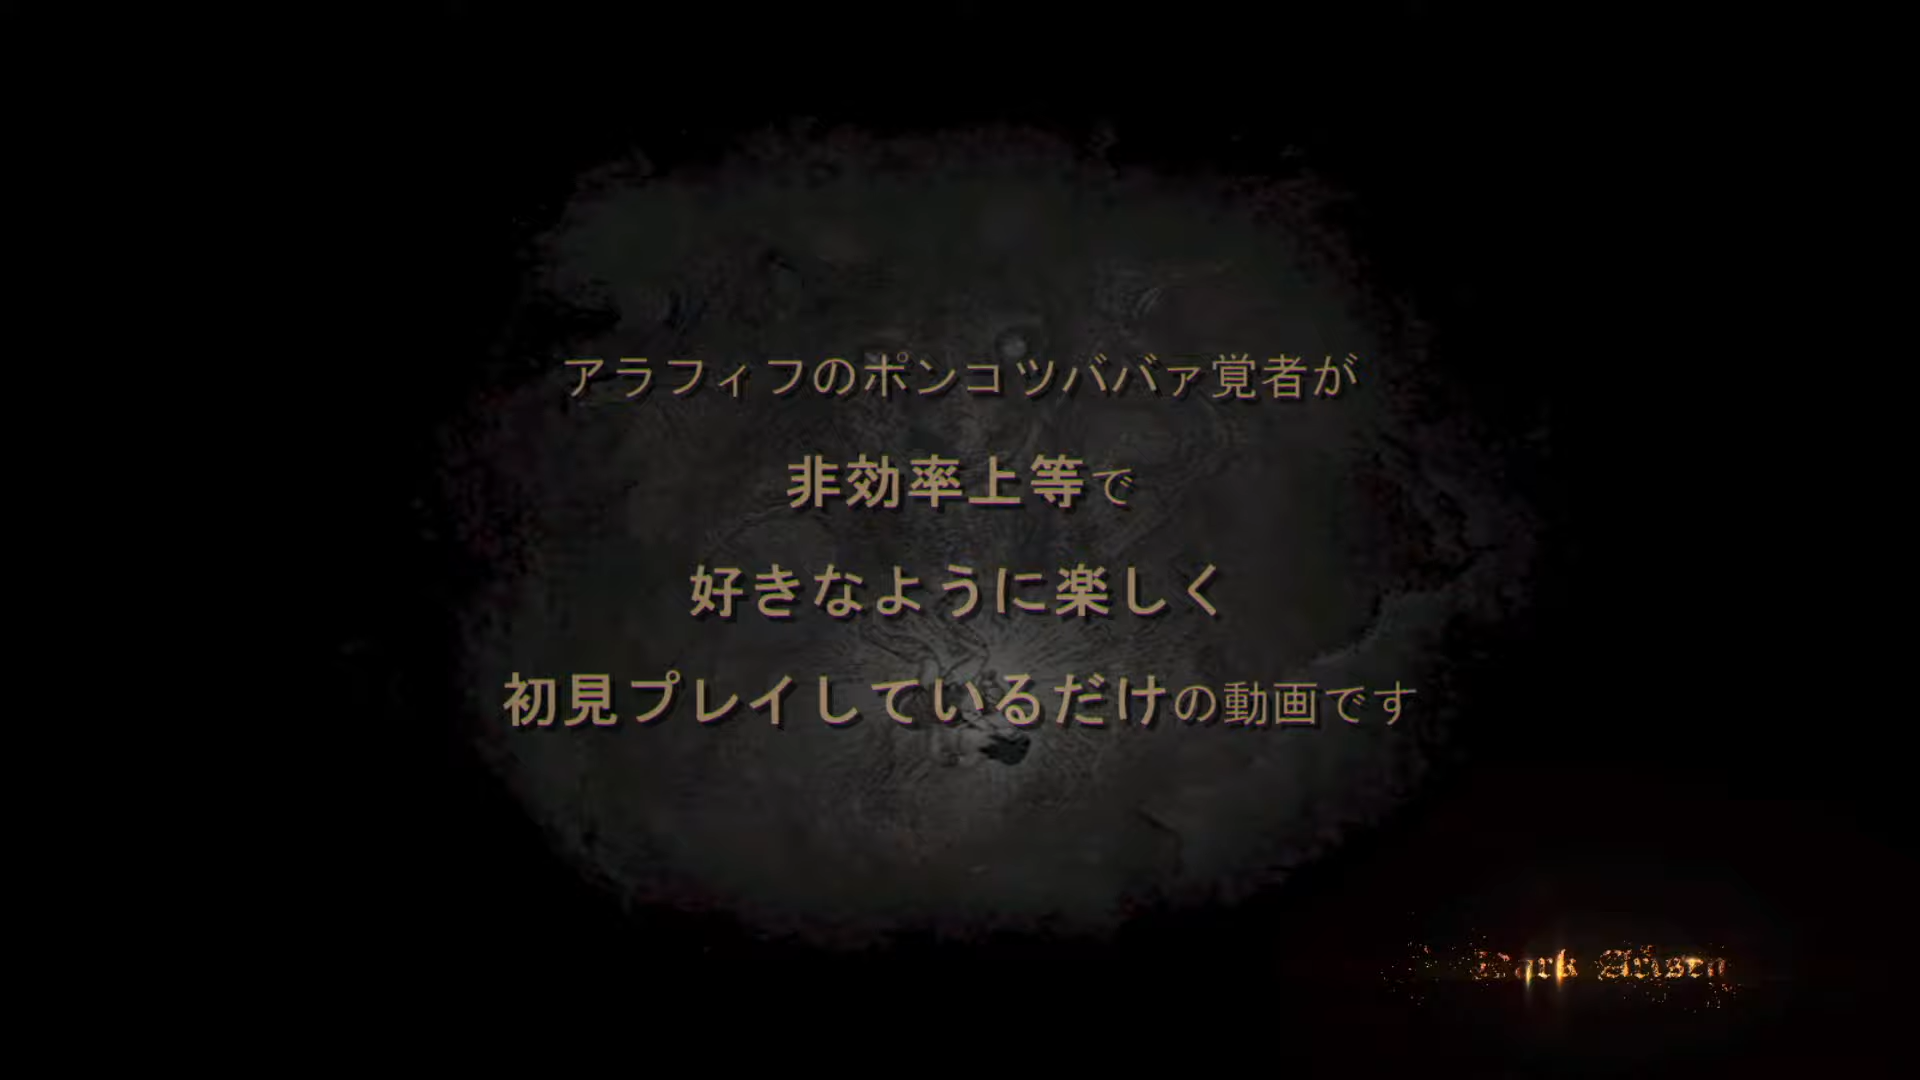 アラフィフのポンコツババァ覚者が
非効率上等で
好きなように楽しく
初見プレイしているだけの動画です
Dark Arisen